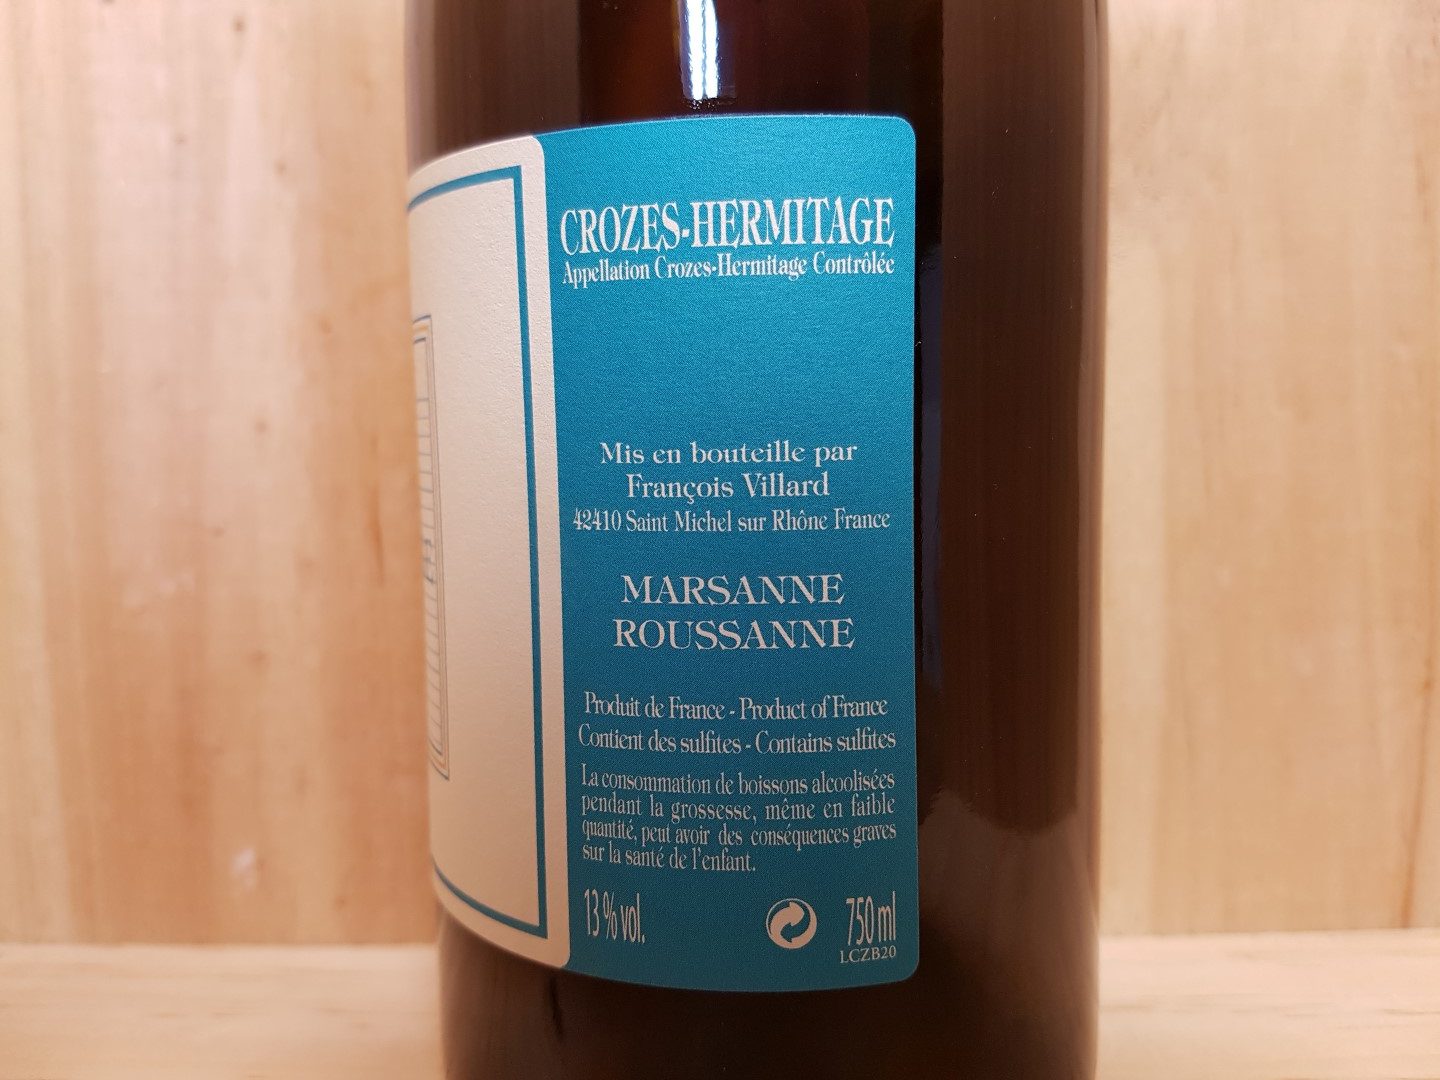 CROZES-HERMITAGE
Appellation Crozes-Hermitage Contrôlée
Mis en bouteille par
François Villard
42410 Saint Michel sur Rhône France
MARSANNE
ROUSSANNE
Produit de France - Product of France
Contient des sulfites - Contains sulfites
La consommation de boissons alcoolisées
pendant la grossesse, même en faible
quantité, peut avoir des conséquences graves
sur la santé de l'enfant.
13 % vol.
750 ml
LCZB20